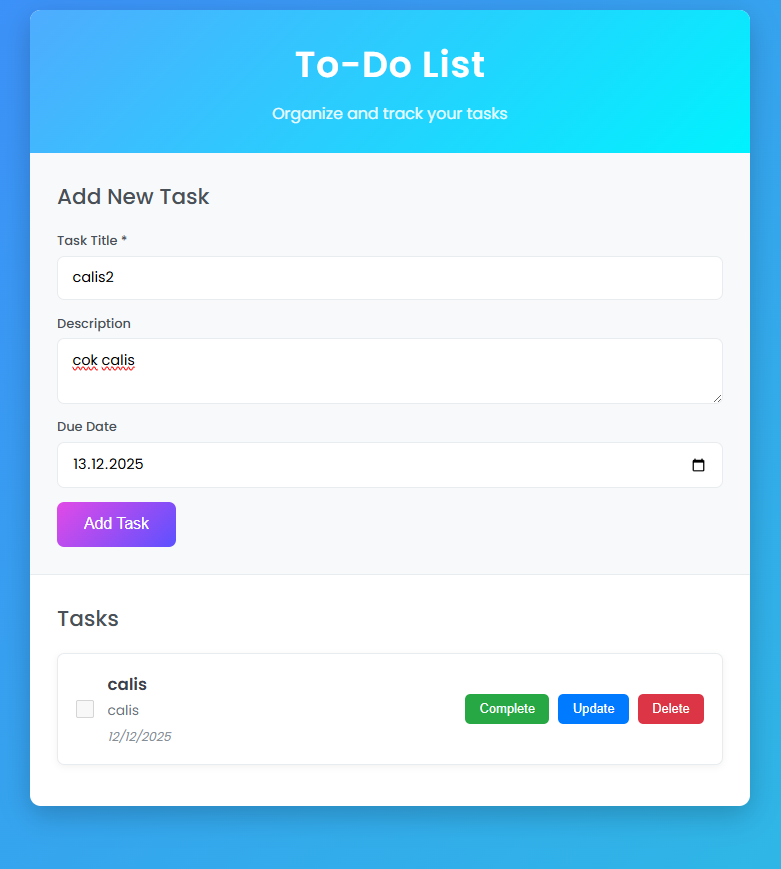 To-Do List
Organize and track your tasks
Add New Task
Task Title *
calis2
Description
cok calis
Due Date
13.12.2025
Add Task
Tasks
calis
calis
12/12/2025
Complete Update Delete